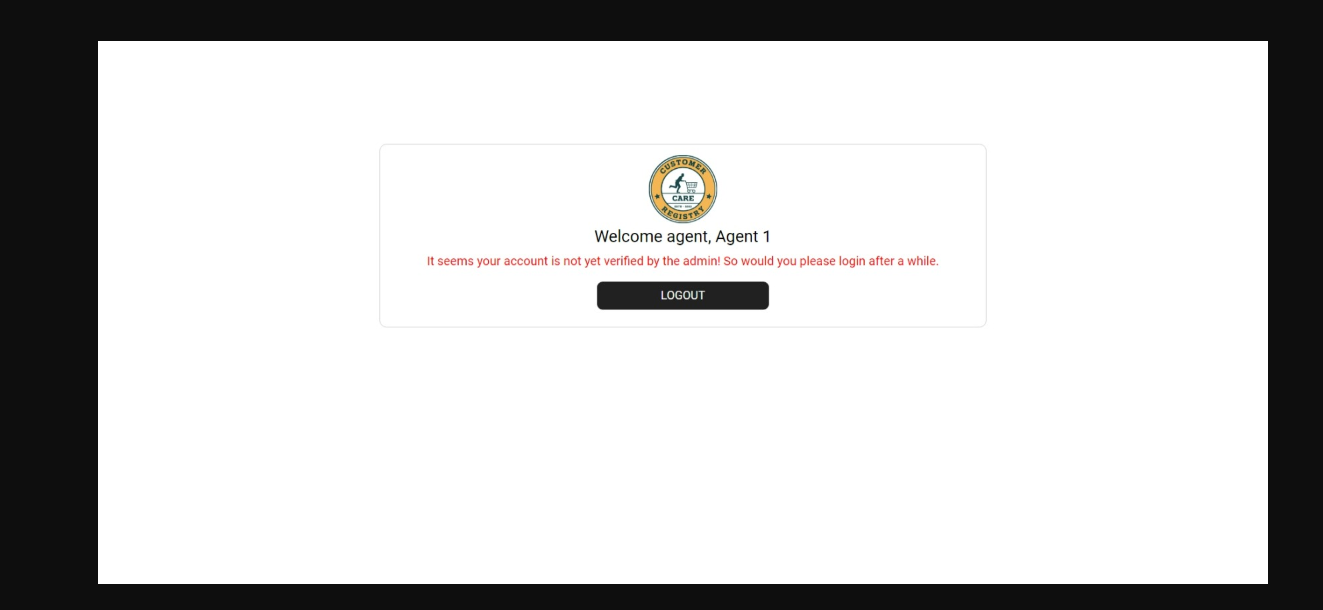 CUSTOMER
CARE
REGISTRY
Welcome agent, Agent 1
It seems your account is not yet verified by the admin! So would you please login after a while.
LOGOUT